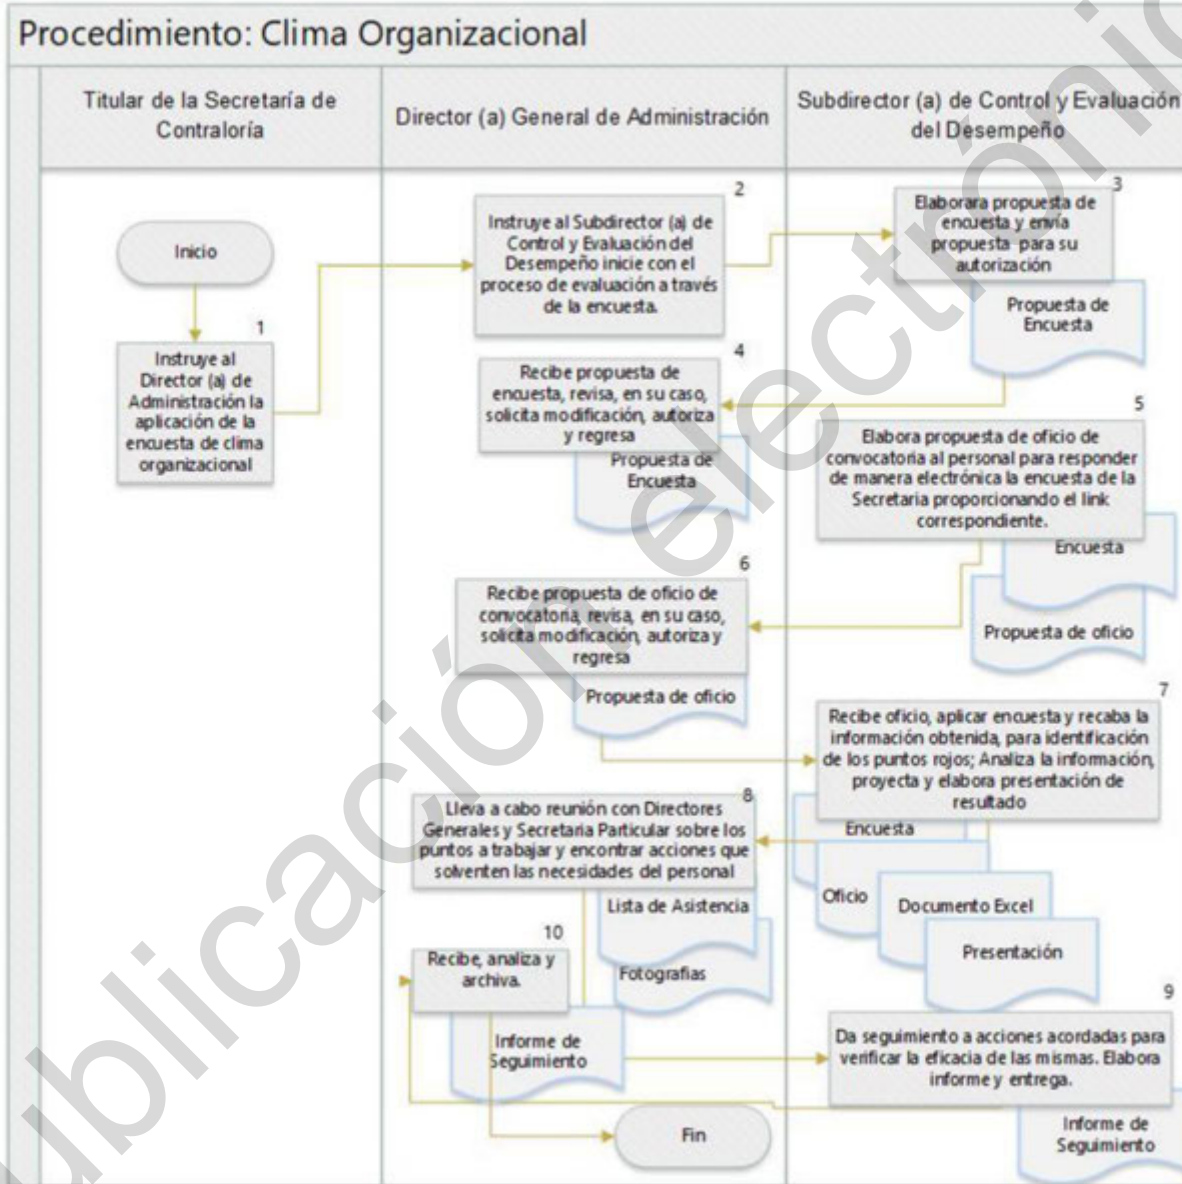 Procedimiento: Clima Organizacional
Titular de la Secretaría de
Contraloría
Director (a) General de Administración
Subdirector (a) de Control y Evaluación
del Desempeño
Inicio
1
Instruye al
Director (a) de
Administración la
aplicación de la
encuesta de clima
organizacional
2
Instruye al Subdirector (a) de
Control y Evaluación del
Desempeño inicie con el
proceso de evaluación a través
de la encuesta.
3
Elaborara propuesta de
encuesta y envía
propuesta para su
autorización
Propuesta de
Encuesta
4
Recibe propuesta de
encuesta, revisa, en su caso,
solicita modificación, autoriza
y regresa
Propuesta de
Encuesta
5
Elabora propuesta de oficio de
convocatoria al personal para responder
de manera electrónica la encuesta de la
Secretaria proporcionando el link
correspondiente.
Encuesta
Propuesta de oficio
6
Recibe propuesta de oficio de
convocatoria, revisa, en su caso,
solicita modificación, autoriza y
regresa
Propuesta de oficio
7
Recibe oficio, aplicar encuesta y recaba la
información obtenida, para identificación
de los puntos rojos; Analiza la información,
proyecta y elabora presentación de
resultado
Encuesta
Oficio
Documento Excel
Presentación
8
Lleva a cabo reunión con Directores
Generales y Secretaria Particular sobre los
puntos a trabajar y encontrar acciones que
solventen las necesidades del personal
Lista de Asistencia
Fotografias
9
Da seguimiento a acciones acordadas para
verificar la eficacia de las mismas. Elabora
informe y entrega.
Informe de
Seguimiento
10
Recibe, analiza y
archiva.
Informe de
Seguimiento
Fin
ublicación electrónic